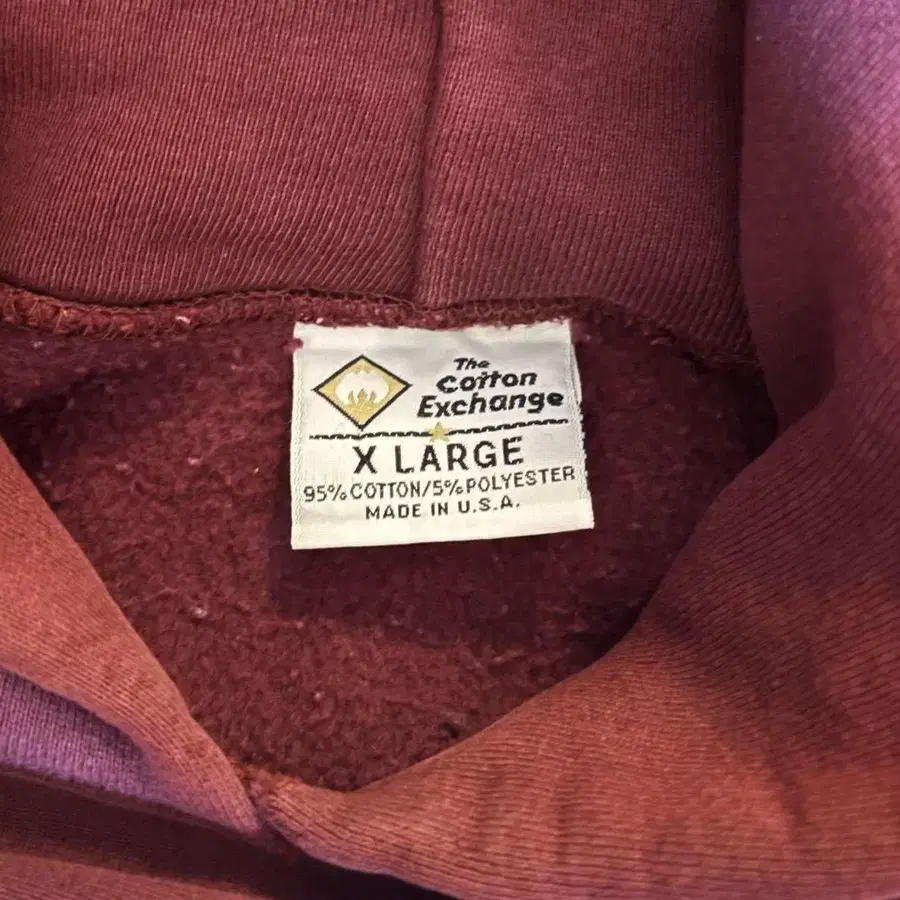 The
Cotton
Exchange
X LARGE
95% COTTON/5% POLYESTER
MADE IN U.S.A.